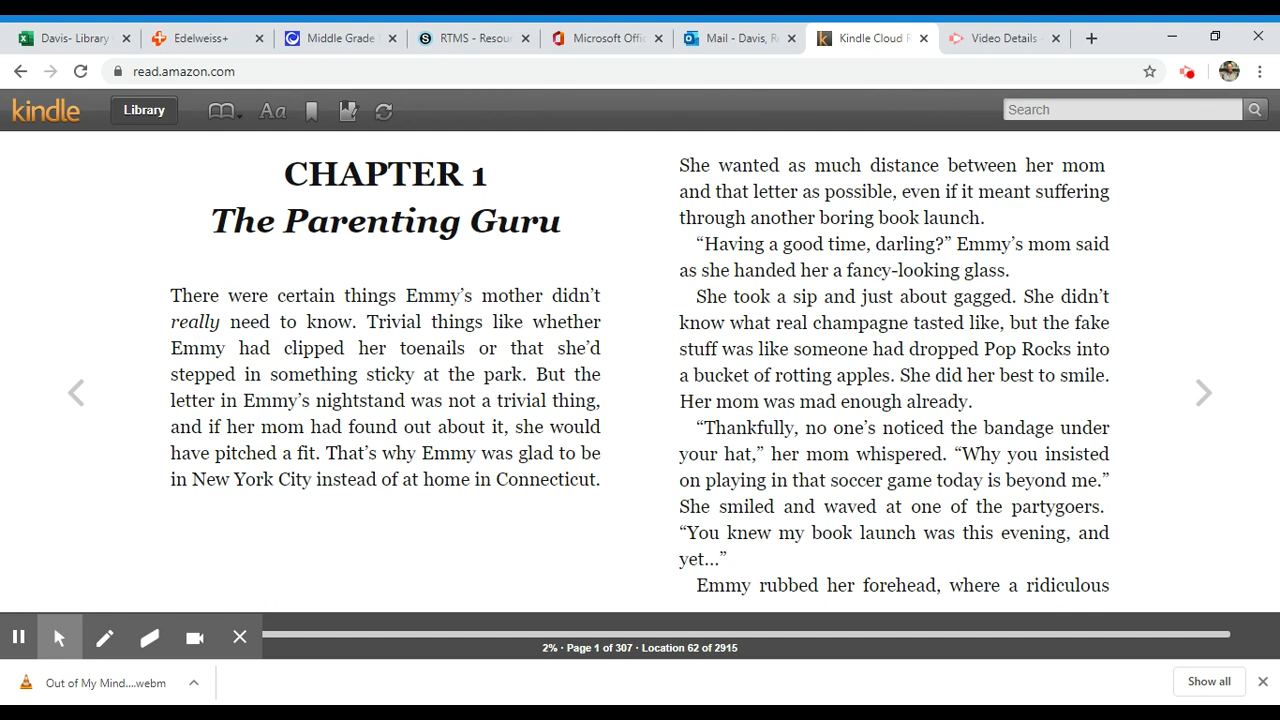 Davis- Library
Edelweiss+
Middle Grade
RTMS - Resou
Microsoft Offi
Mail - Davis, R
Kindle Cloud R
Video Details -
read.amazon.com
kindle
Library
Aa
Search
CHAPTER 1
The Parenting Guru
There were certain things Emmy’s mother didn’t
really need to know. Trivial things like whether
Emmy had clipped her toenails or that she’d
stepped in something sticky at the park. But the
letter in Emmy’s nightstand was not a trivial thing,
and if her mom had found out about it, she would
have pitched a fit. That’s why Emmy was glad to be
in New York City instead of at home in Connecticut.
She wanted as much distance between her mom
and that letter as possible, even if it meant suffering
through another boring book launch.
“Having a good time, darling?” Emmy’s mom said
as she handed her a fancy-looking glass.
She took a sip and just about gagged. She didn’t
know what real champagne tasted like, but the fake
stuff was like someone had dropped Pop Rocks into
a bucket of rotting apples. She did her best to smile.
Her mom was mad enough already.
“Thankfully, no one’s noticed the bandage under
your hat,” her mom whispered. “Why you insisted
on playing in that soccer game today is beyond me.”
She smiled and waved at one of the partygoers.
“You knew my book launch was this evening, and
yet…”
Emmy rubbed her forehead, where a ridiculous
2% · Page 1 of 307 · Location 62 of 2915
Out of My Mind....webm
Show all